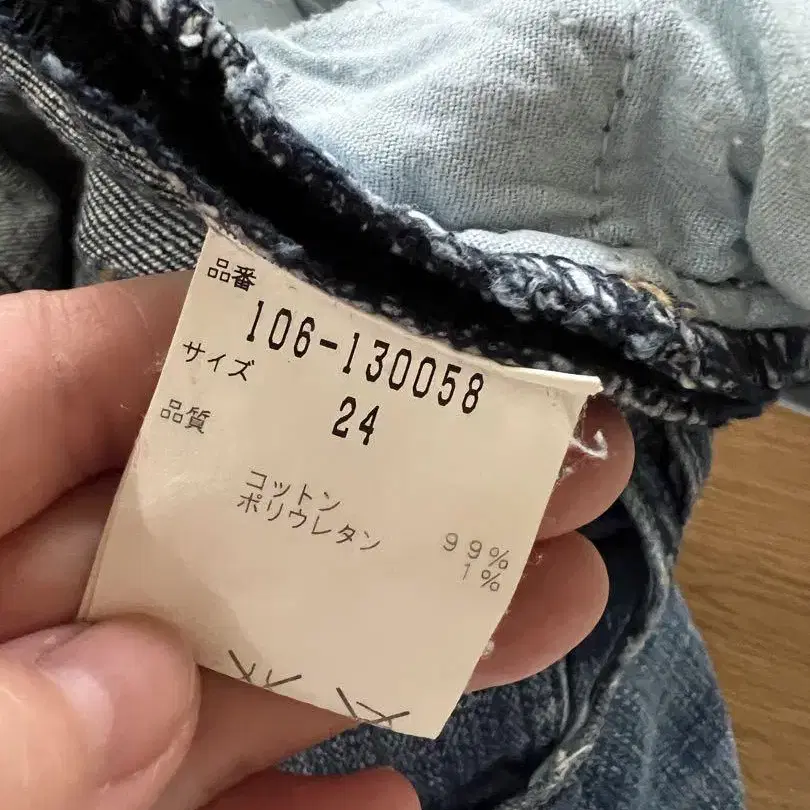 品番
106-130058
サイズ 24
品質
コットン 99%
ポリウレタン 1%